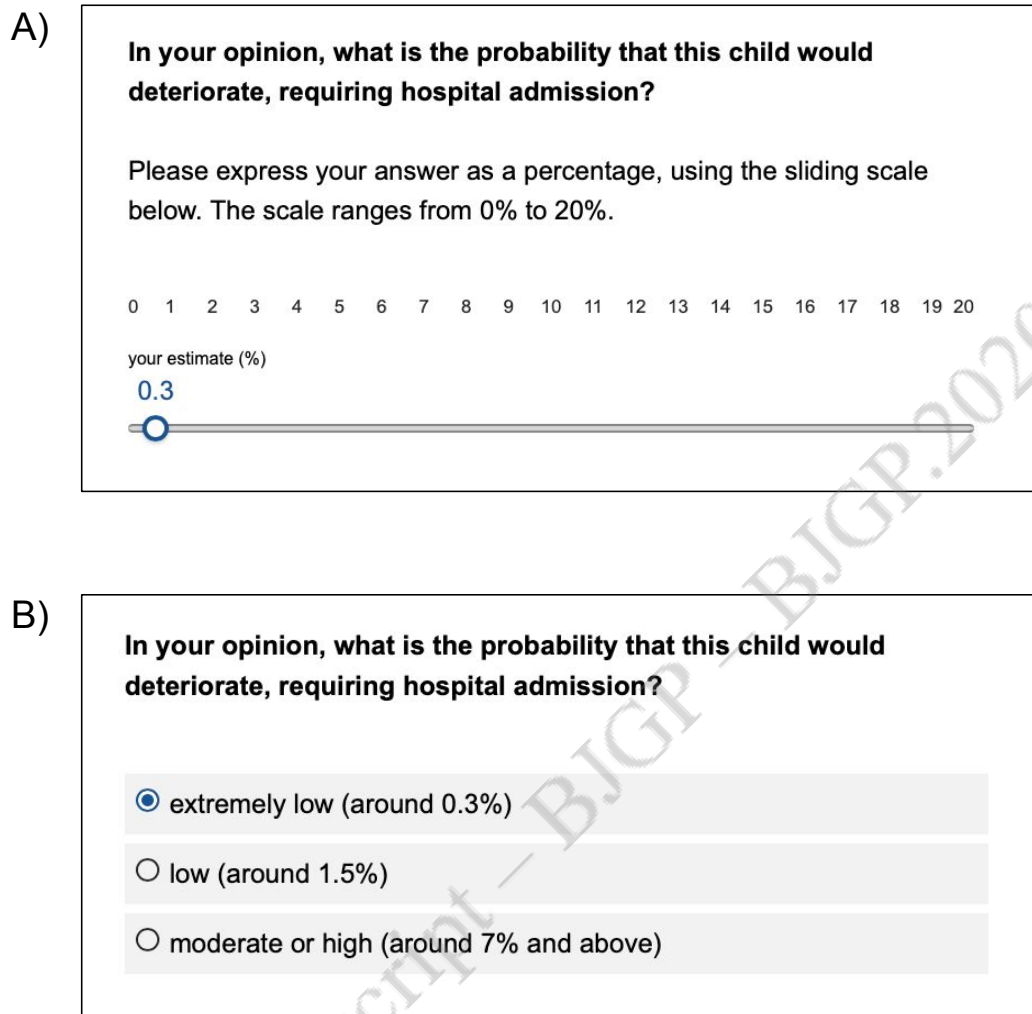 A)
In your opinion, what is the probability that this child would
deteriorate, requiring hospital admission?
Please express your answer as a percentage, using the sliding scale
below. The scale ranges from 0% to 20%.
0 1 2 3 4 5 6 7 8 9 10 11 12 13 14 15 16 17 18 19 20
your estimate (%)
0.3
B)
In your opinion, what is the probability that this child would
deteriorate, requiring hospital admission?
extremely low (around 0.3%)
low (around 1.5%)
moderate or high (around 7% and above)
cript – BJGP – BJGP.202